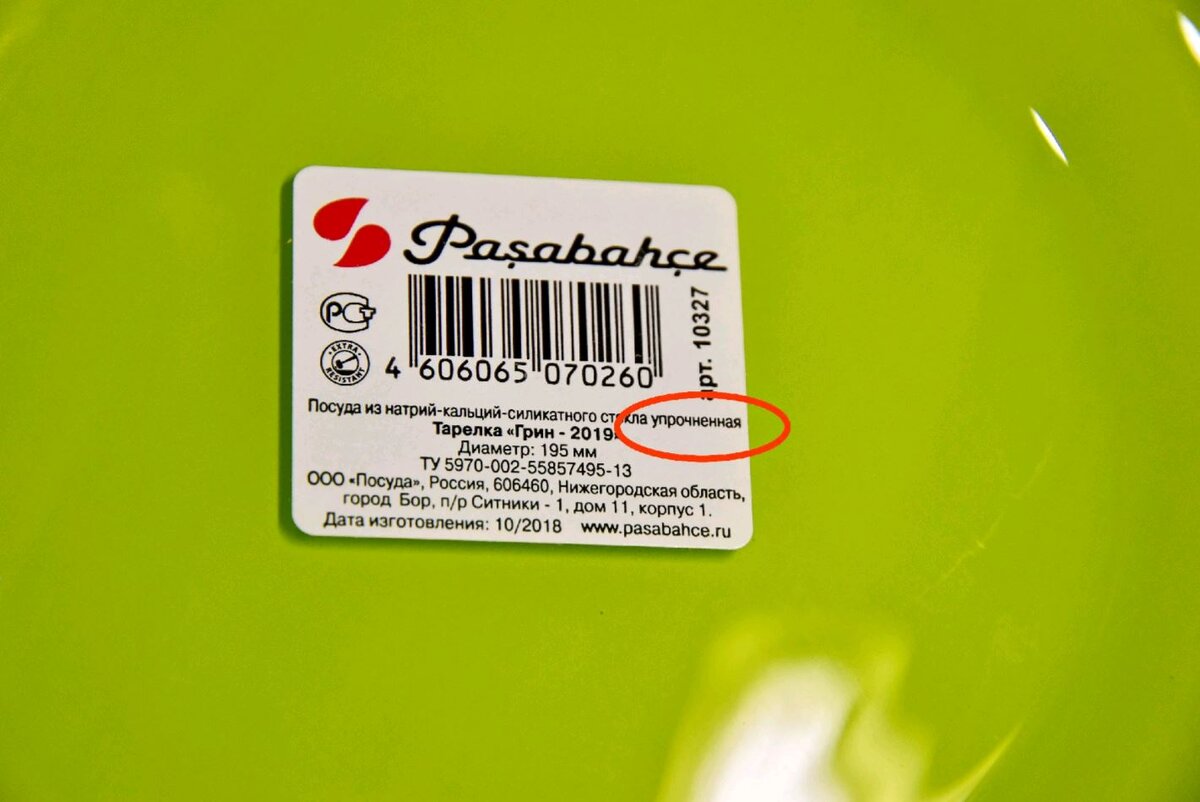 Paşabahçe
РСТ
EXTRA RESISTANT
4 606065 070260
арт. 10327
Посуда из натрий-кальций-силикатного стекла упрочненная
Тарелка «Грин - 2019»
Диаметр: 195 мм
ТУ 5970-002-55857495-13
ООО «Посуда», Россия, 606460, Нижегородская область,
город Бор, п/р Ситники - 1, дом 11, корпус 1.
Дата изготовления: 10/2018 www.pasabahce.ru